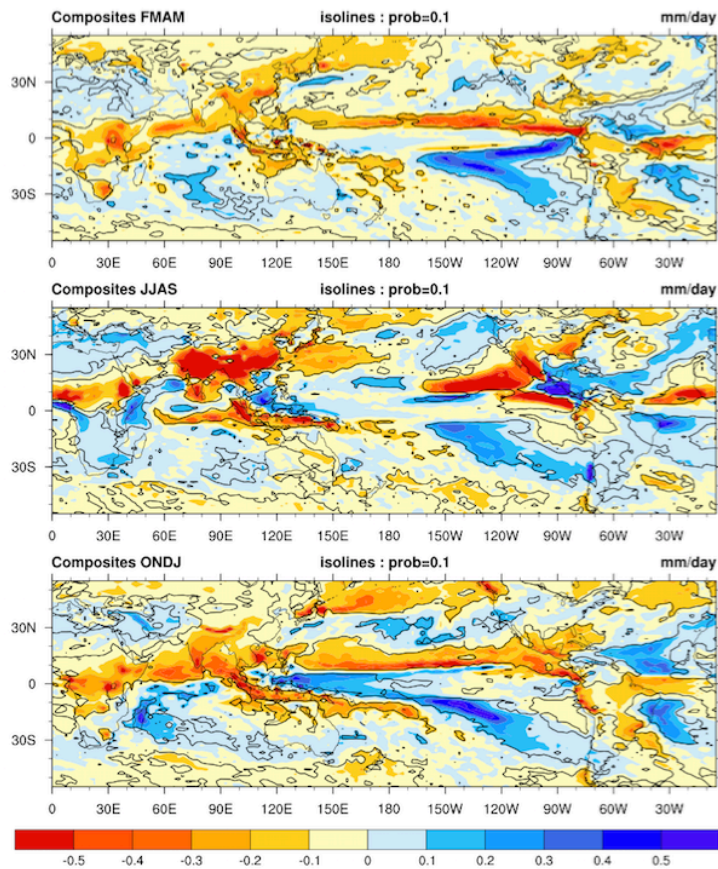 Composites FMAM isolines : prob=0.1 mm/day
30N
0
30S
0 30E 60E 90E 120E 150E 180 150W 120W 90W 60W 30W
Composites JJAS isolines : prob=0.1 mm/day
30N
0
30S
0 30E 60E 90E 120E 150E 180 150W 120W 90W 60W 30W
Composites ONDJ isolines : prob=0.1 mm/day
30N
0
30S
0 30E 60E 90E 120E 150E 180 150W 120W 90W 60W 30W
-0.5 -0.4 -0.3 -0.2 -0.1 0 0.1 0.2 0.3 0.4 0.5